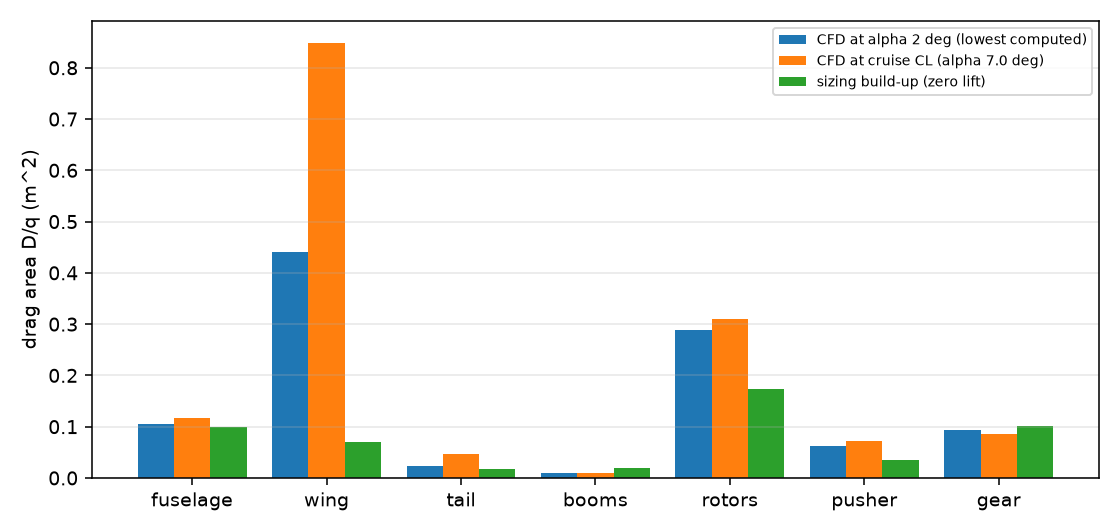 CFD at alpha 2 deg (lowest computed)
CFD at cruise CL (alpha 7.0 deg)
sizing build-up (zero lift)
drag area D/q (m^2)
0.8
0.7
0.6
0.5
0.4
0.3
0.2
0.1
0.0
fuselage wing tail booms rotors pusher gear